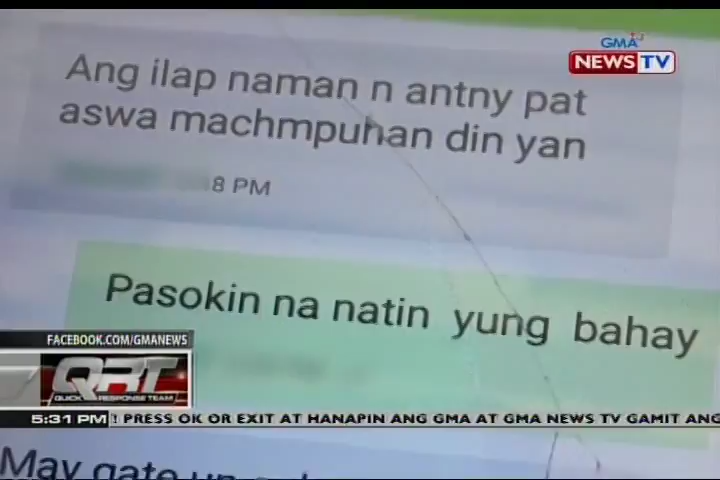 GMA
NEWS TV
Ang ilap naman n antny pat
aswa machmpuhan din yan
8 PM
Pasokin na natin yung bahay
FACEBOOK.COM/GMANEWS
QRT
QUICK RESPONSE TEAM
5:31 PM ! PRESS OK OR EXIT AT HANAPIN ANG GMA AT GMA NEWS TV GAMIT ANG
May gate